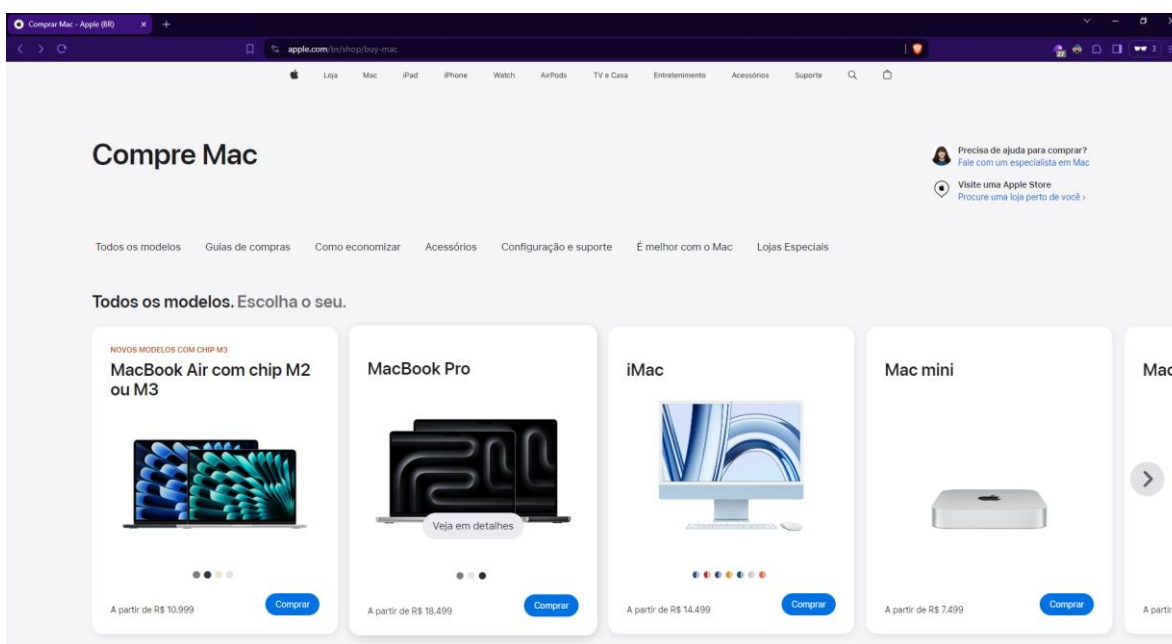 Comprar Mac - Apple (BR)
apple.com/br/shop/buy-mac
27
3
Loja Mac iPad iPhone Watch AirPods TV e Casa Entretenimento Acessórios Suporte
Compre Mac
Precisa de ajuda para comprar?
Fale com um especialista em Mac
Visite uma Apple Store
Procure uma loja perto de você ›
Todos os modelos Guias de compras Como economizar Acessórios Configuração e suporte É melhor com o Mac Lojas Especiais
Todos os modelos. Escolha o seu.
NOVOS MODELOS COM CHIP M3
MacBook Air com chip M2
ou M3
A partir de R$ 10.999
Comprar
MacBook Pro
Veja em detalhes
A partir de R$ 18.499
Comprar
iMac
A partir de R$ 14.499
Comprar
Mac mini
A partir de R$ 7.499
Comprar
Mac
A partir